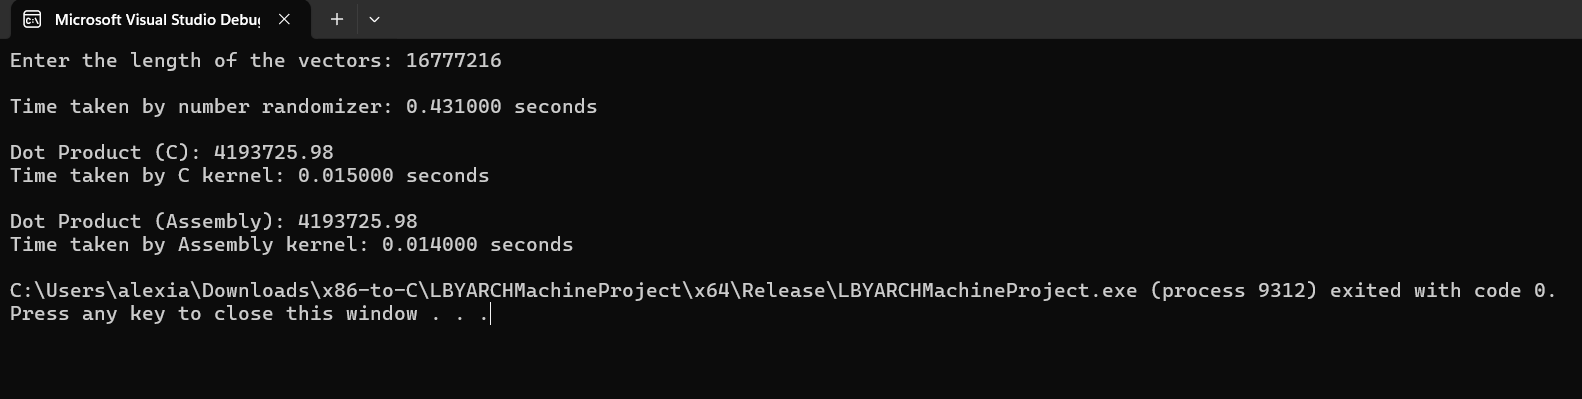 Microsoft Visual Studio Debug
Enter the length of the vectors: 16777216
Time taken by number randomizer: 0.431000 seconds
Dot Product (C): 4193725.98
Time taken by C kernel: 0.015000 seconds
Dot Product (Assembly): 4193725.98
Time taken by Assembly kernel: 0.014000 seconds
C:\Users\alexia\Downloads\x86-to-C\LBYARCHMachineProject\x64\Release\LBYARCHMachineProject.exe (process 9312) exited with code 0.
Press any key to close this window . . .